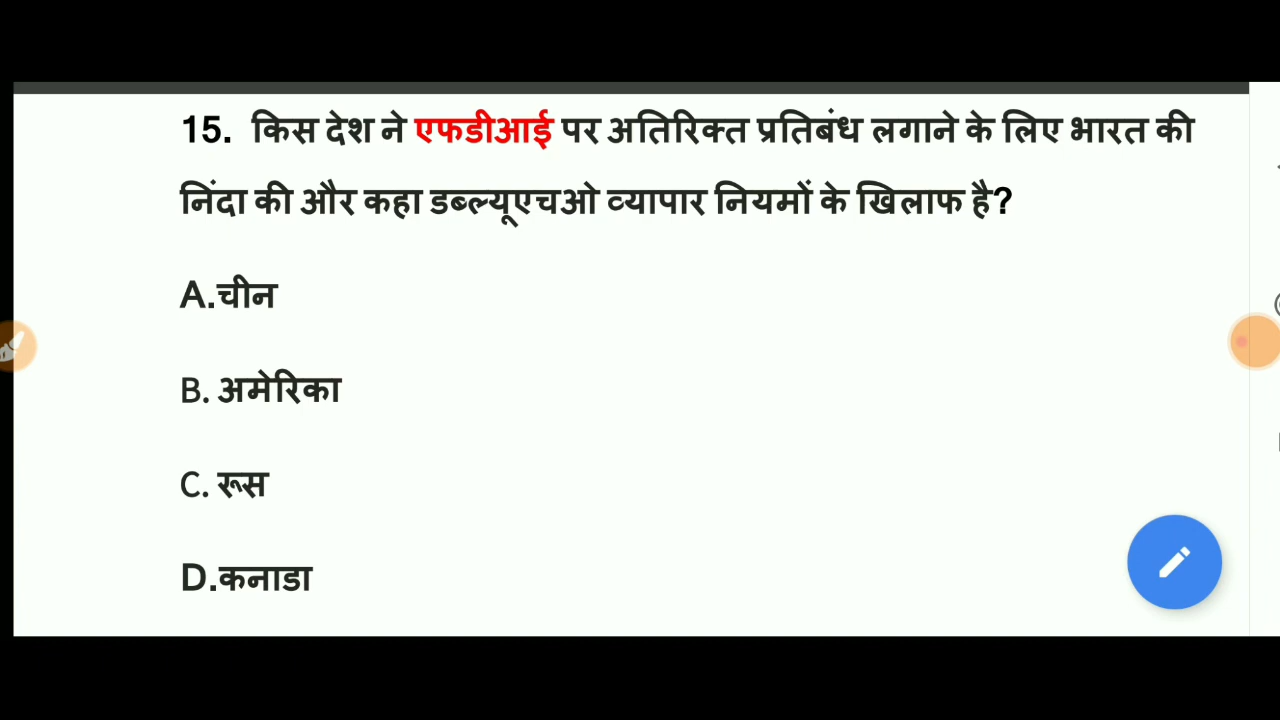 15. किस देश ने एफडीआई पर अतिरिक्त प्रतिबंध लगाने के लिए भारत की
निंदा की और कहा डब्ल्यूएचओ व्यापार नियमों के खिलाफ है?
A.चीन
B. अमेरिका
C. रूस
D.कनाडा